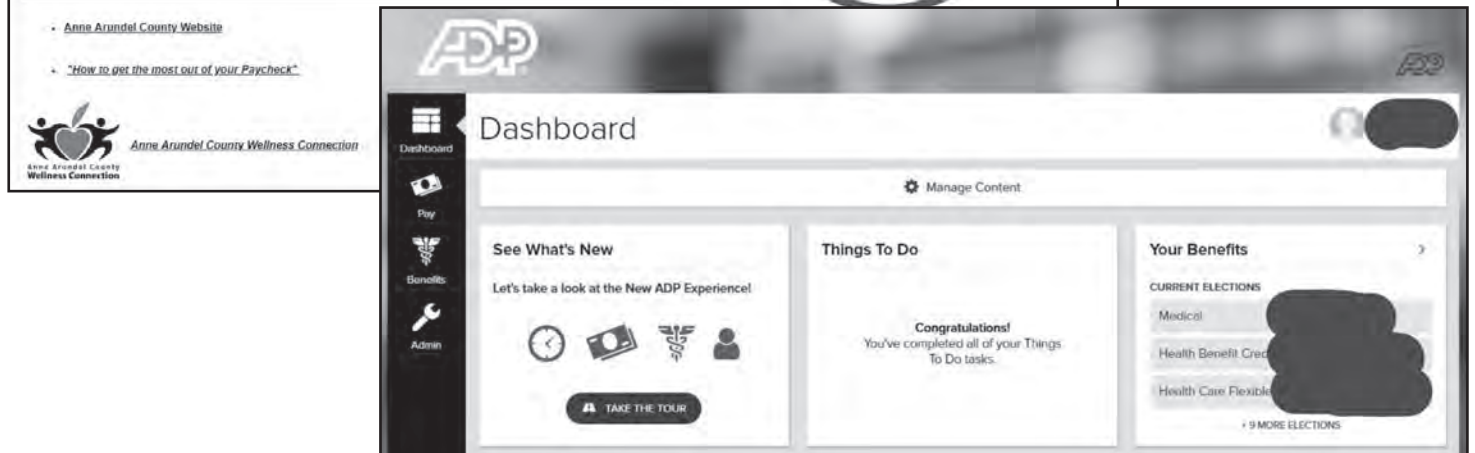 Anne Arundel County Website
"How to get the most out of your Paycheck"
Anne Arundel County
Wellness Connection
Anne Arundel County Wellness Connection
ADP
ADP
Dashboard
Pay
Benefits
Admin
Dashboard
Manage Content
See What's New
Let's take a look at the New ADP Experience!
TAKE THE TOUR
Things To Do
Congratulations!
You've completed all of your Things
To Do tasks.
Your Benefits
CURRENT ELECTIONS
Medical
Health Benefit Cred
Health Care Flexible
+ 9 MORE ELECTIONS